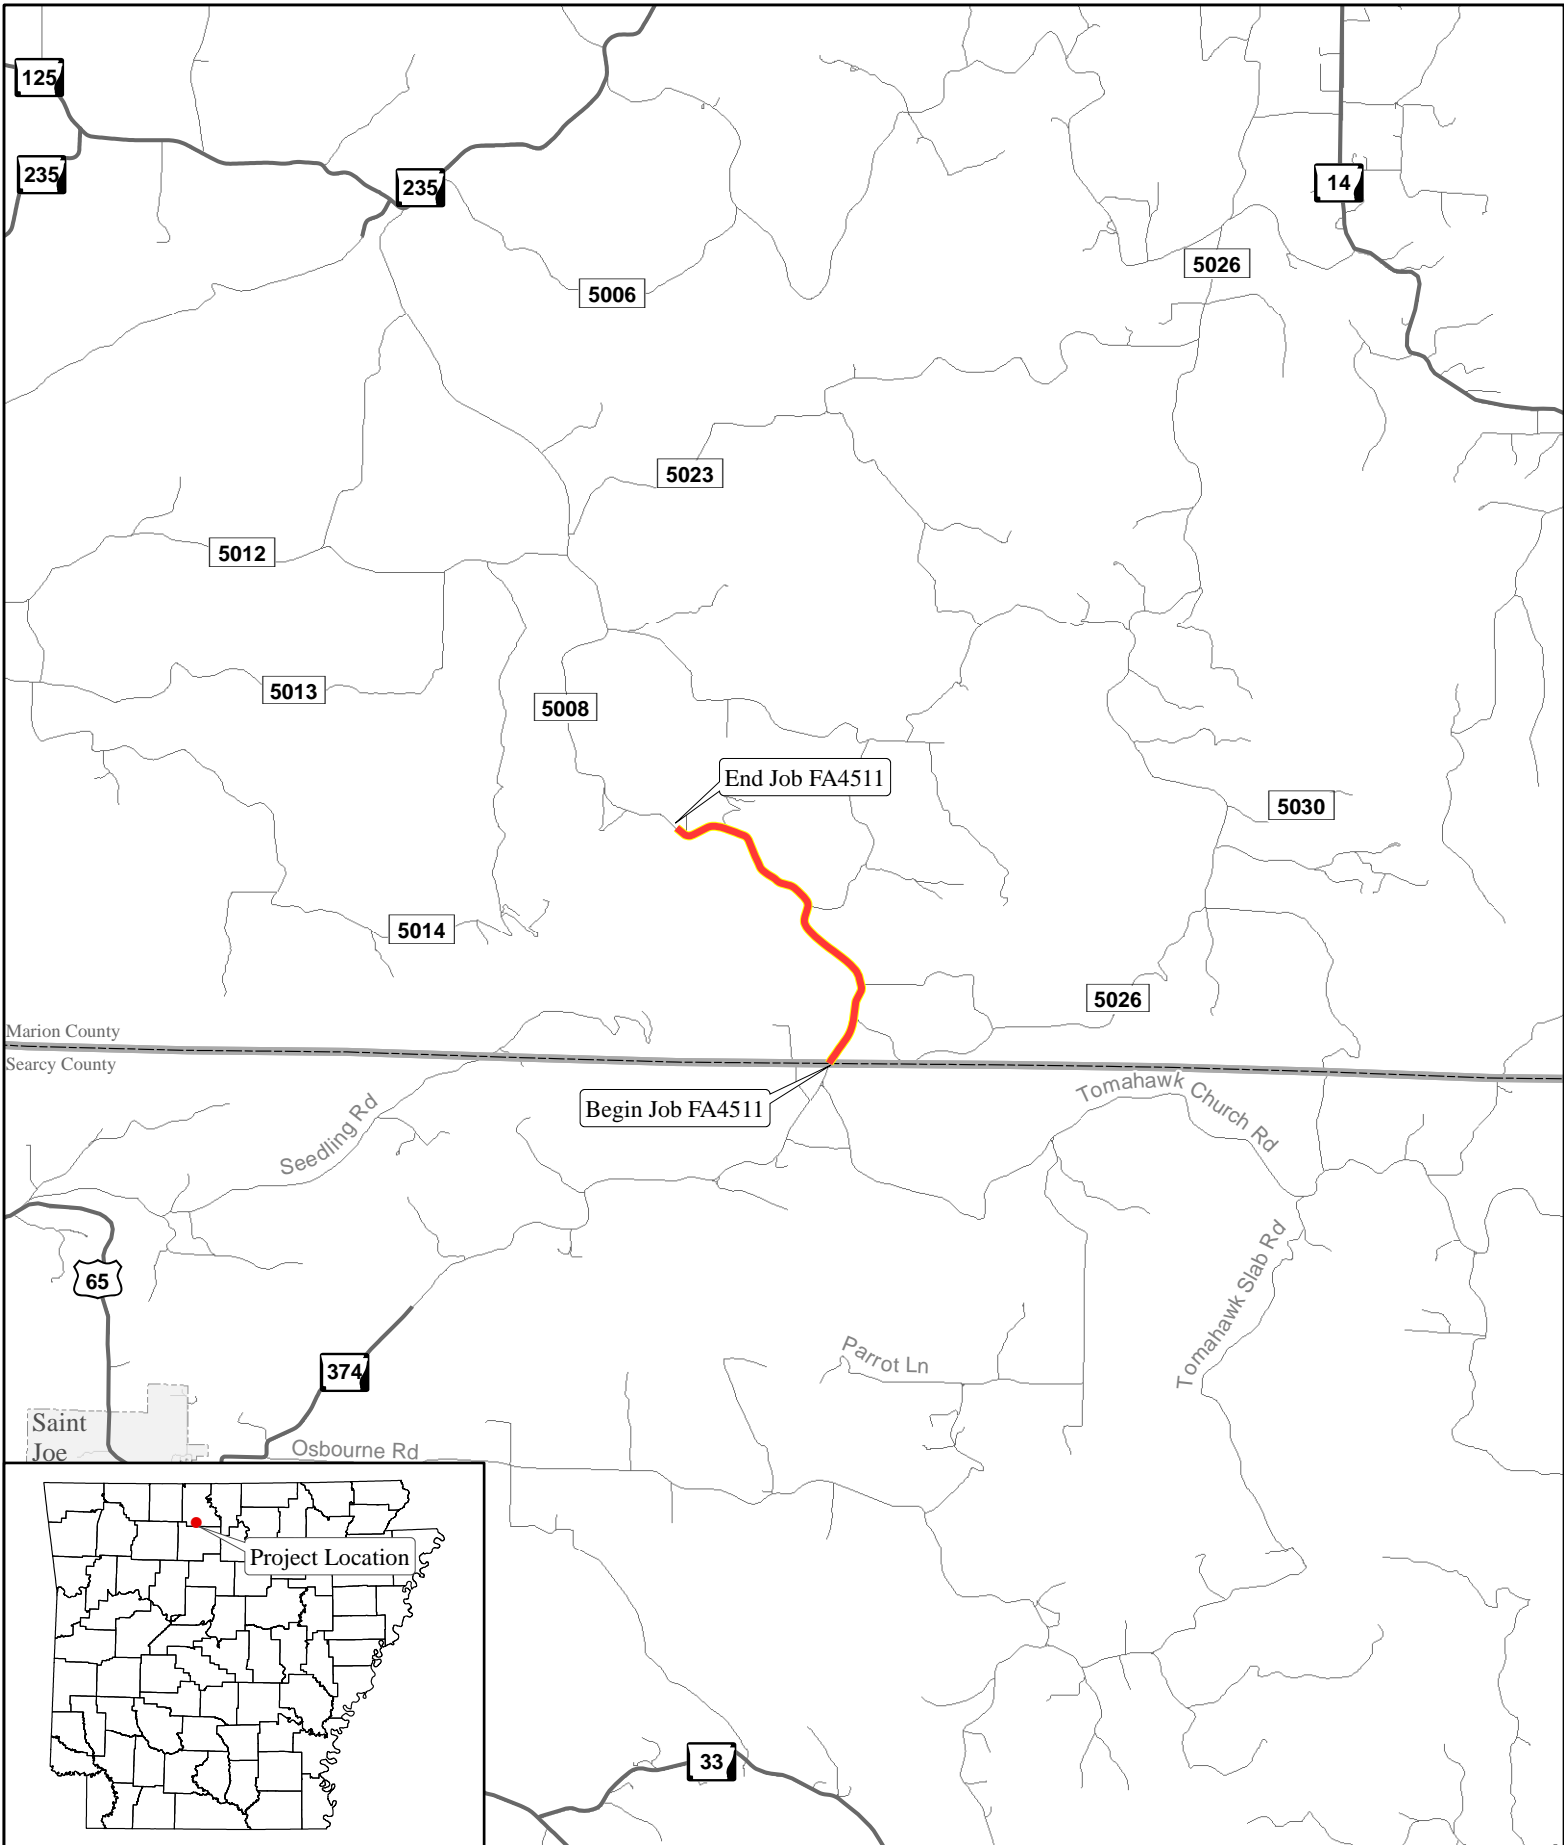 125
235
235
14
5026
5006
5023
5012
5013
5008
End Job FA4511
5030
5014
5026
Marion County
Searcy County
Begin Job FA4511
Tomahawk Church Rd
Seedling Rd
Tomahawk Slab Rd
65
Parrot Ln
374
Saint
Joe
Osbourne Rd
Project Location
33